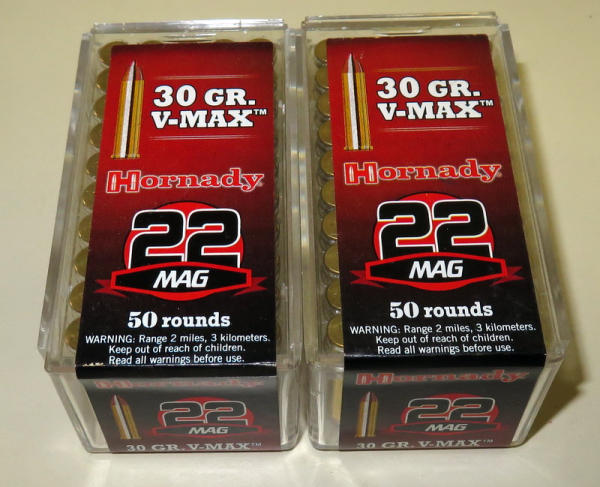 30 GR.
V-MAX™
Hornady®
22
MAG
50 rounds
WARNING: Range 2 miles, 3 kilometers.
Keep out of reach of children.
Read all warnings before use.
Hornady
22
MAG
30 GR. V-MAX™
30 GR.
V-MAX™
Hornady®
22
MAG
50 rounds
WARNING: Range 2 miles, 3 kilometers.
Keep out of reach of children.
Read all warnings before use.
Hornady
22
MAG
30 GR. V-MAX™